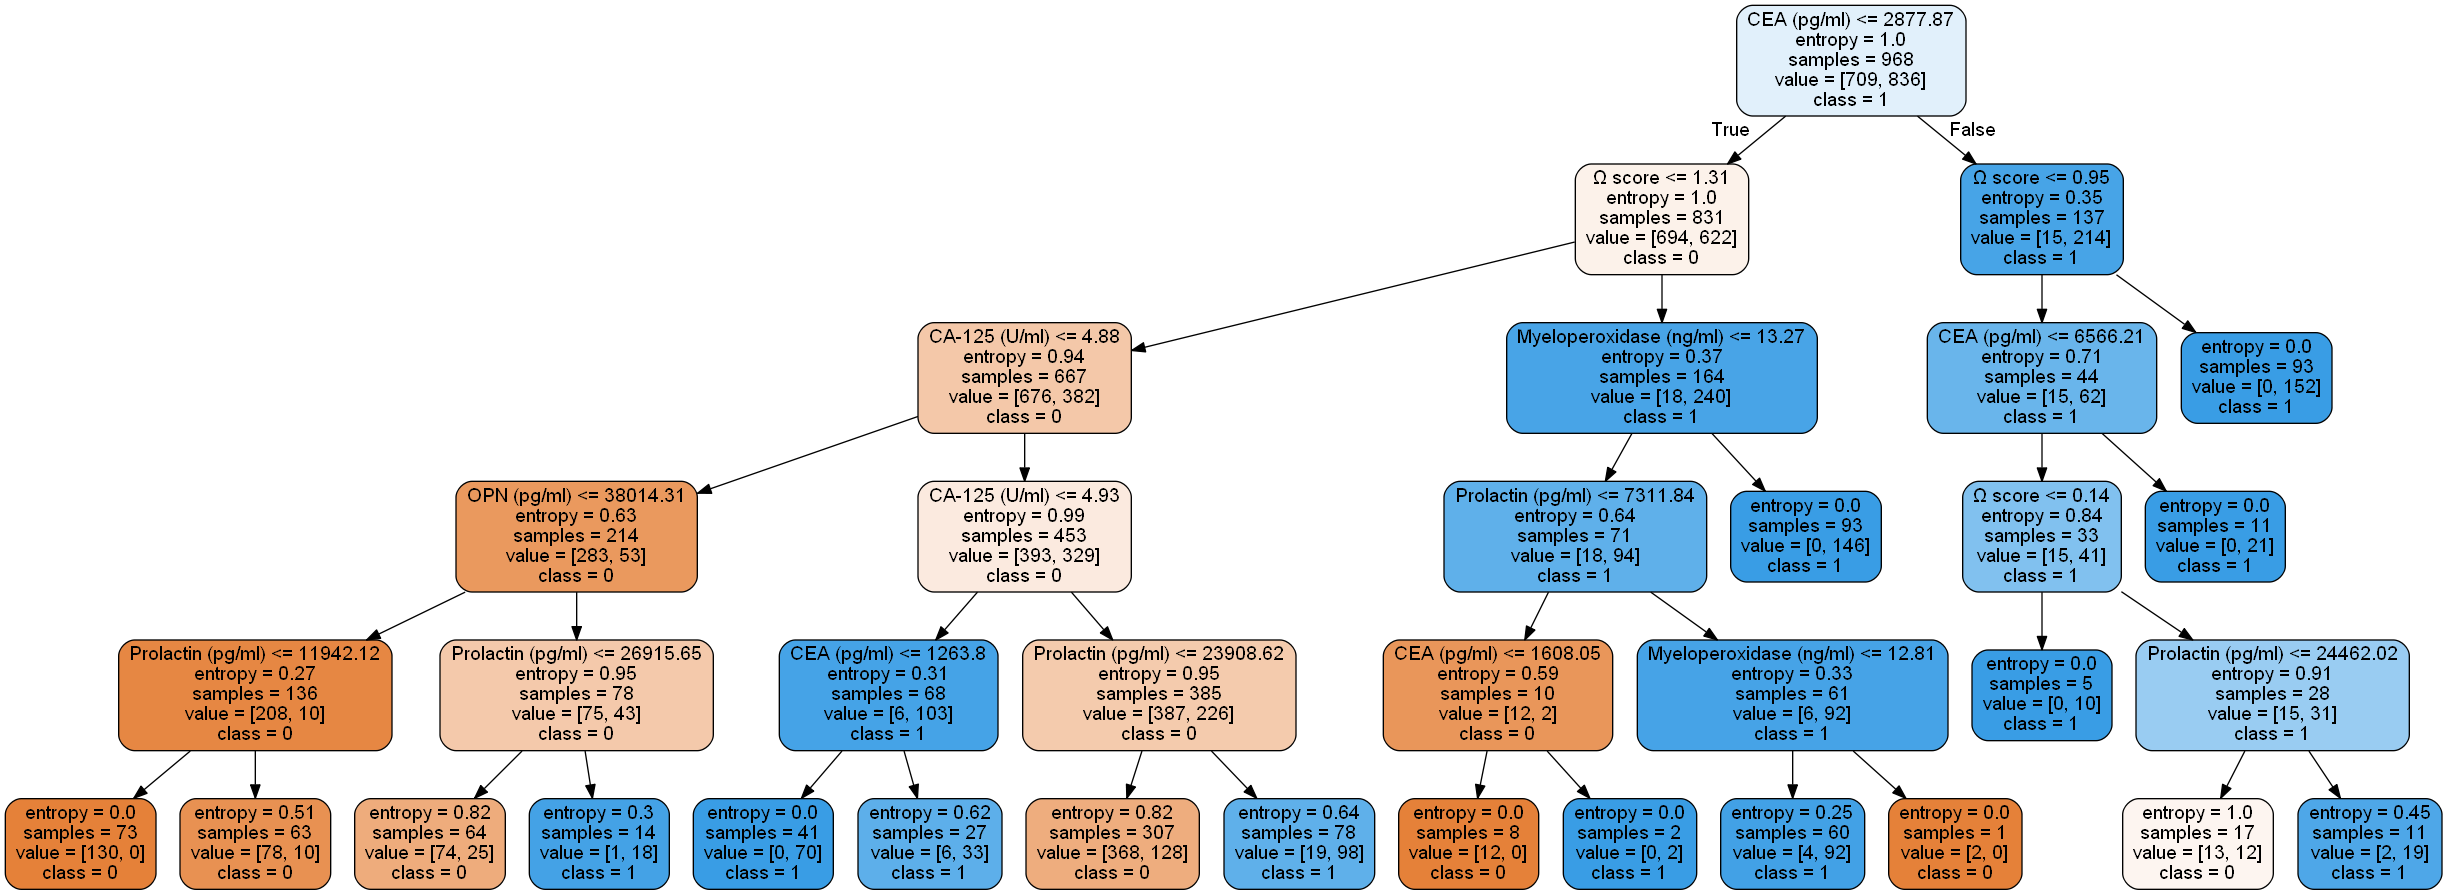 CEA (pg/ml) <= 2877.87
entropy = 1.0
samples = 968
value = [709, 836]
class = 1
True
False
Ω score <= 1.31
entropy = 1.0
samples = 831
value = [694, 622]
class = 0
Ω score <= 0.95
entropy = 0.35
samples = 137
value = [15, 214]
class = 1
CA-125 (U/ml) <= 4.88
entropy = 0.94
samples = 667
value = [676, 382]
class = 0
Myeloperoxidase (ng/ml) <= 13.27
entropy = 0.37
samples = 164
value = [18, 240]
class = 1
CEA (pg/ml) <= 6566.21
entropy = 0.71
samples = 44
value = [15, 62]
class = 1
entropy = 0.0
samples = 93
value = [0, 152]
class = 1
OPN (pg/ml) <= 38014.31
entropy = 0.63
samples = 214
value = [283, 53]
class = 0
CA-125 (U/ml) <= 4.93
entropy = 0.99
samples = 453
value = [393, 329]
class = 0
Prolactin (pg/ml) <= 7311.84
entropy = 0.64
samples = 71
value = [18, 94]
class = 1
entropy = 0.0
samples = 93
value = [0, 146]
class = 1
Ω score <= 0.14
entropy = 0.84
samples = 33
value = [15, 41]
class = 1
entropy = 0.0
samples = 11
value = [0, 21]
class = 1
Prolactin (pg/ml) <= 11942.12
entropy = 0.27
samples = 136
value = [208, 10]
class = 0
Prolactin (pg/ml) <= 26915.65
entropy = 0.95
samples = 78
value = [75, 43]
class = 0
CEA (pg/ml) <= 1263.8
entropy = 0.31
samples = 68
value = [6, 103]
class = 1
Prolactin (pg/ml) <= 23908.62
entropy = 0.95
samples = 385
value = [387, 226]
class = 0
CEA (pg/ml) <= 1608.05
entropy = 0.59
samples = 10
value = [12, 2]
class = 0
Myeloperoxidase (ng/ml) <= 12.81
entropy = 0.33
samples = 61
value = [6, 92]
class = 1
entropy = 0.0
samples = 5
value = [0, 10]
class = 1
Prolactin (pg/ml) <= 24462.02
entropy = 0.91
samples = 28
value = [15, 31]
class = 1
entropy = 0.0
samples = 73
value = [130, 0]
class = 0
entropy = 0.51
samples = 63
value = [78, 10]
class = 0
entropy = 0.82
samples = 64
value = [74, 25]
class = 0
entropy = 0.3
samples = 14
value = [1, 18]
class = 1
entropy = 0.0
samples = 41
value = [0, 70]
class = 1
entropy = 0.62
samples = 27
value = [6, 33]
class = 1
entropy = 0.82
samples = 307
value = [368, 128]
class = 0
entropy = 0.64
samples = 78
value = [19, 98]
class = 1
entropy = 0.0
samples = 8
value = [12, 0]
class = 0
entropy = 0.0
samples = 2
value = [0, 2]
class = 1
entropy = 0.25
samples = 60
value = [4, 92]
class = 1
entropy = 0.0
samples = 1
value = [2, 0]
class = 0
entropy = 1.0
samples = 17
value = [13, 12]
class = 0
entropy = 0.45
samples = 11
value = [2, 19]
class = 1